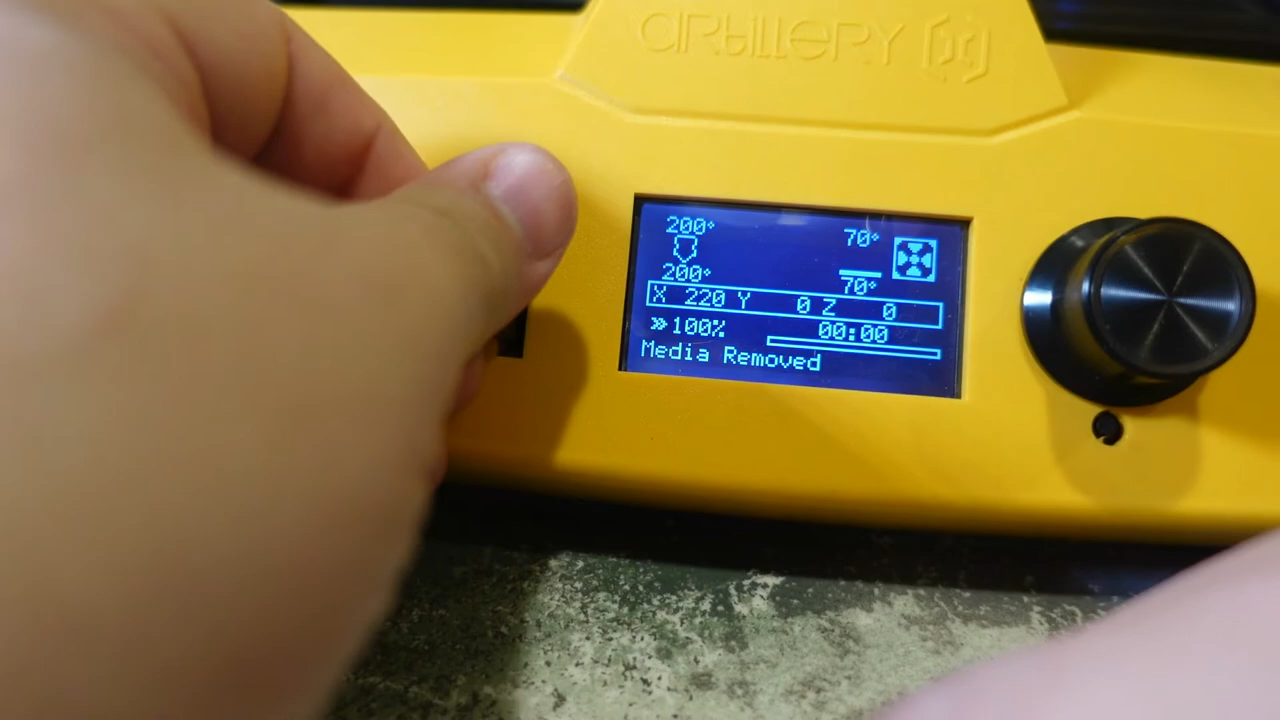 artillery
200° 70°
200° 70°
X 220 Y 0 Z 0
»100% 00:00
Media Removed